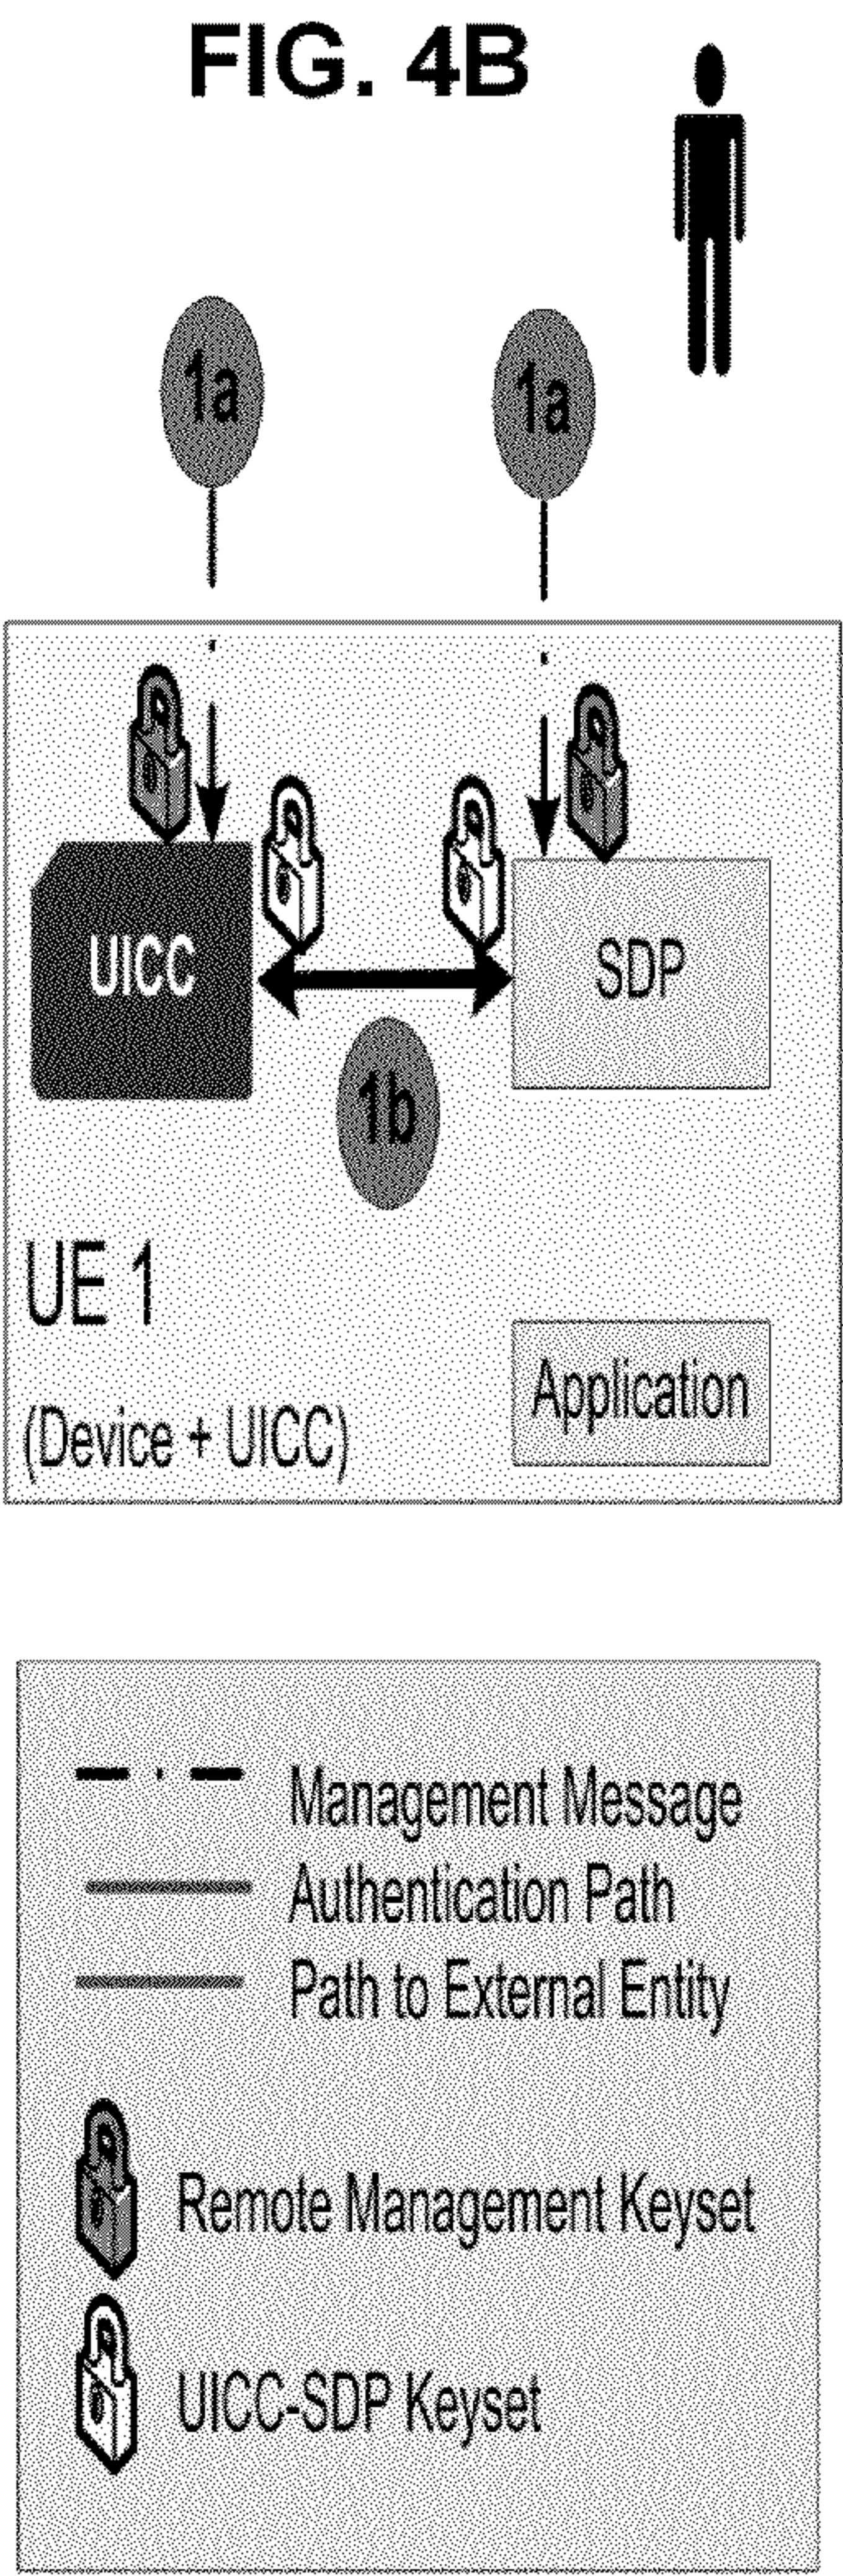 FIG. 4B
1a
1a
UICC
SDP
1b
UE 1
Application
(Device + UICC)
Management Message
Authentication Path
Path to External Entity
Remote Management Keyset
UICC-SDP Keyset